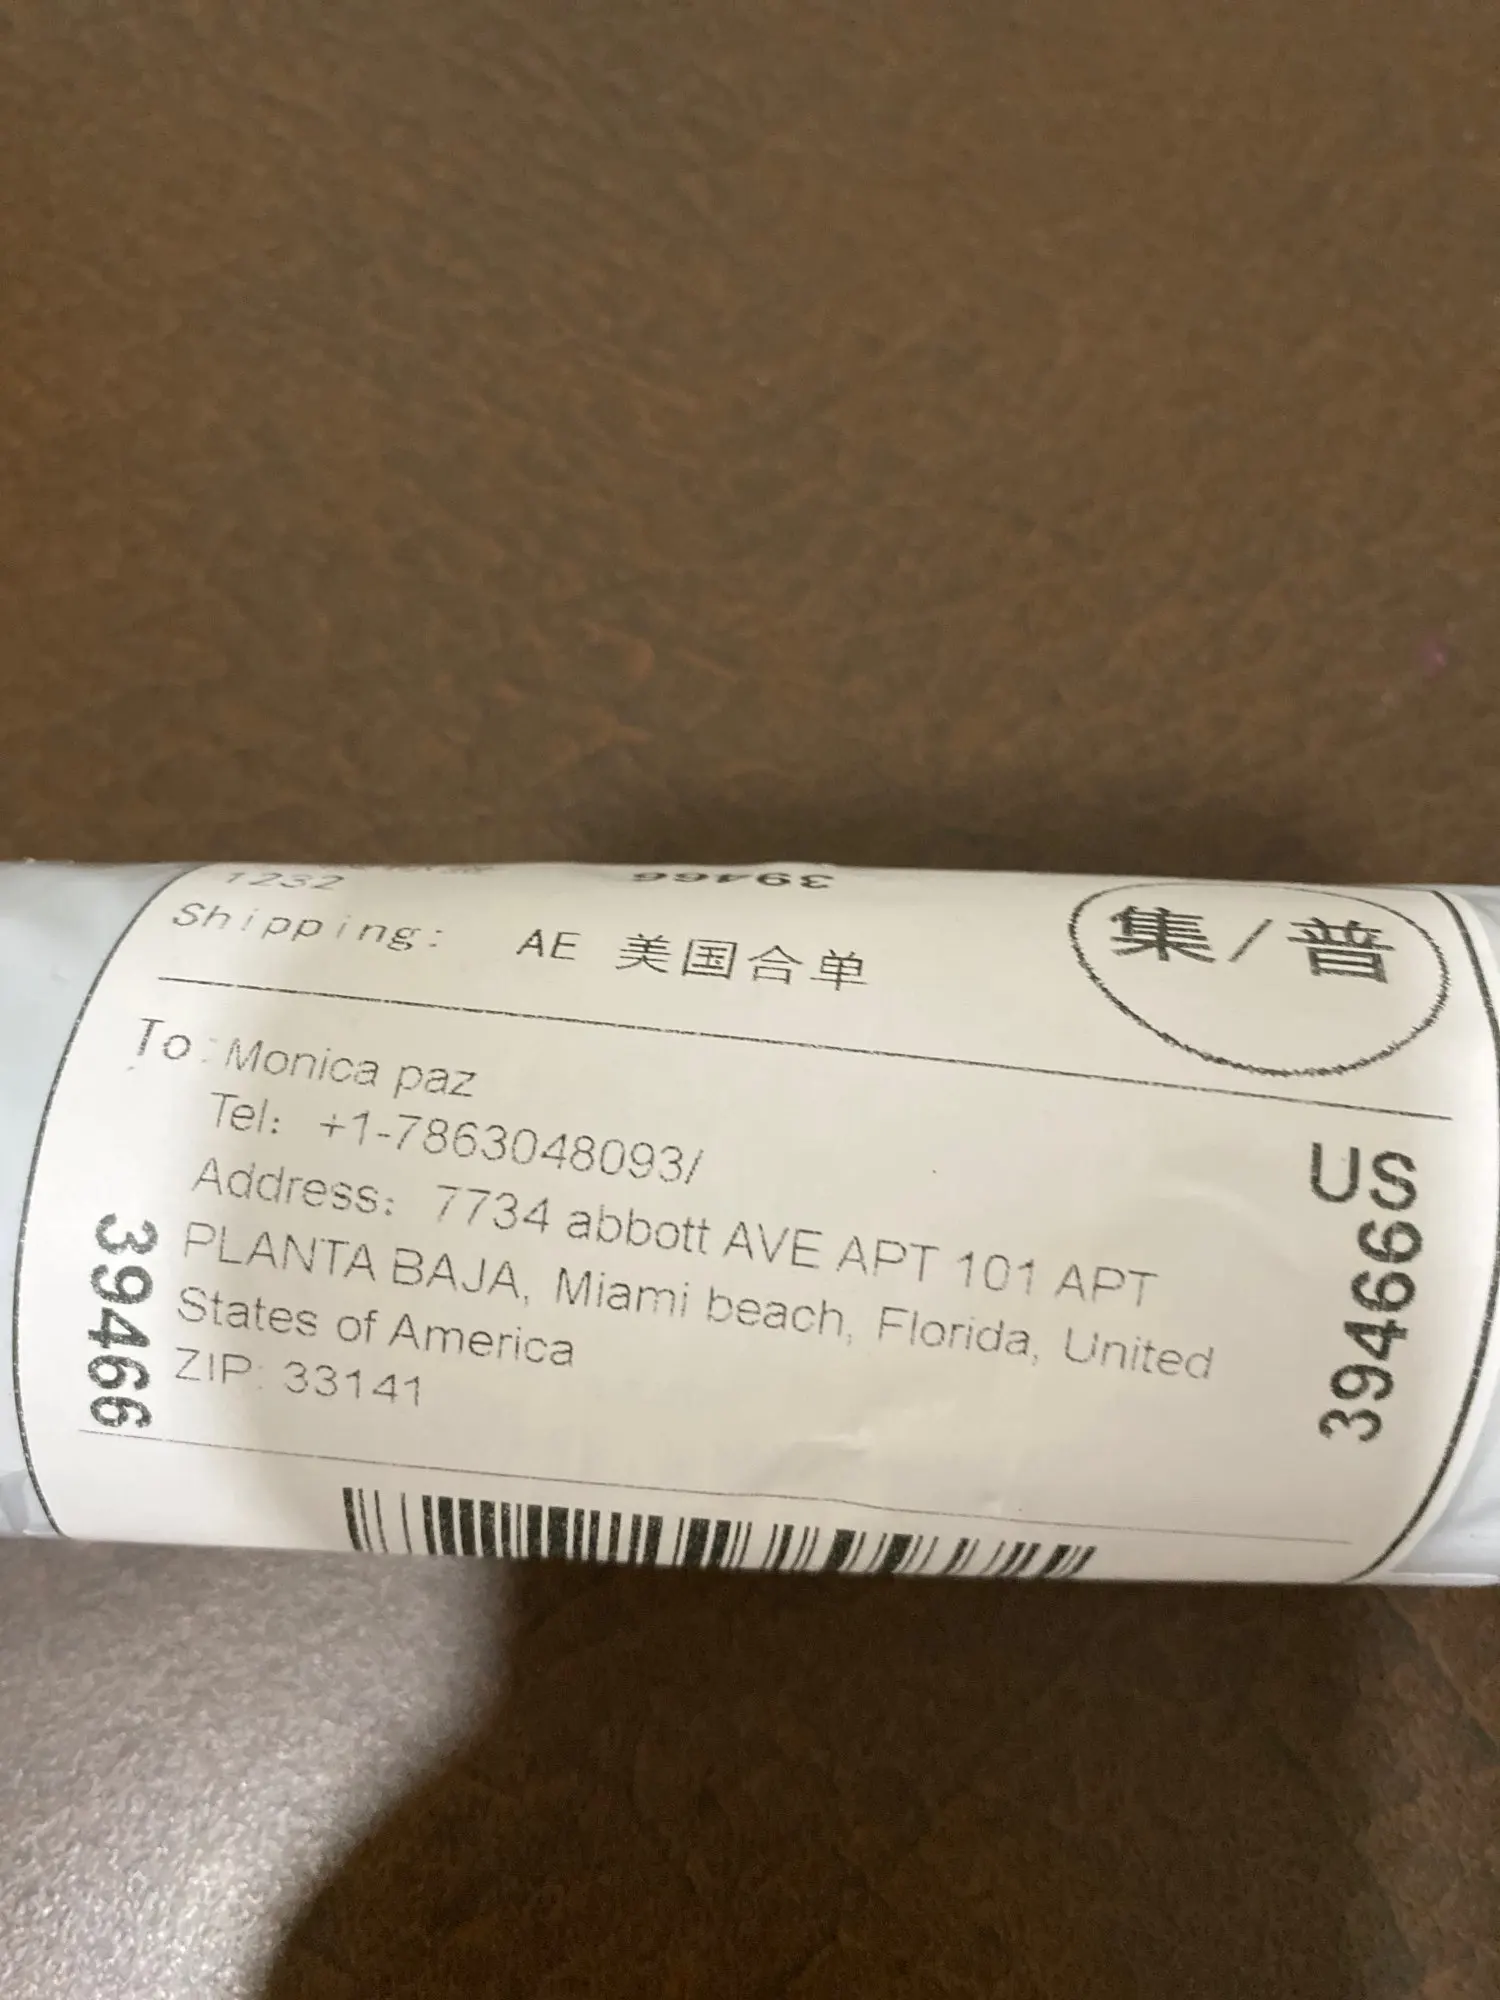 1232
39466
Shipping: AE 美国合单
集/普
To: Monica paz
Tel: +1-7863048093/
Address: 7734 abbott AVE APT 101 APT
PLANTA BAJA, Miami beach, Florida, United
States of America
ZIP: 33141
39466
US
39466